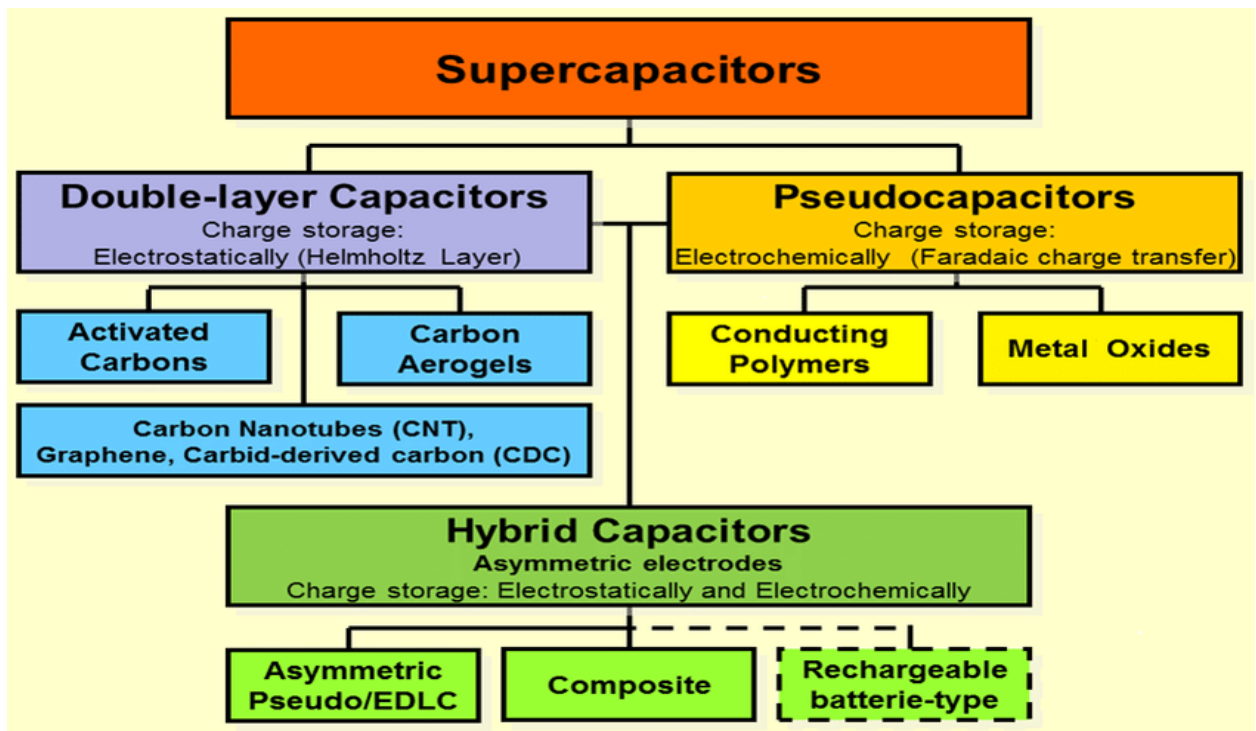 Supercapacitors
Double-layer Capacitors
Charge storage:
Electrostatically (Helmholtz Layer)
Pseudocapacitors
Charge storage:
Electrochemically (Faradaic charge transfer)
Activated
Carbons
Carbon
Aerogels
Conducting
Polymers
Metal Oxides
Carbon Nanotubes (CNT),
Graphene, Carbid-derived carbon (CDC)
Hybrid Capacitors
Asymmetric electrodes
Charge storage: Electrostatically and Electrochemically
Asymmetric
Pseudo/EDLC
Composite
Rechargeable
batterie-type